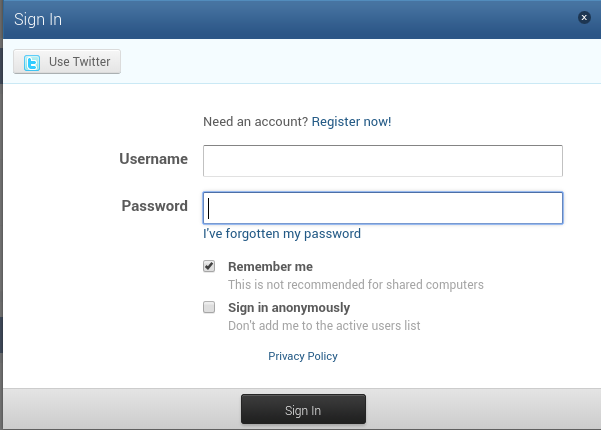 Sign In
Use Twitter
Need an account? Register now!
Username
Password
I've forgotten my password
Remember me
This is not recommended for shared computers
Sign in anonymously
Don't add me to the active users list
Privacy Policy
Sign In